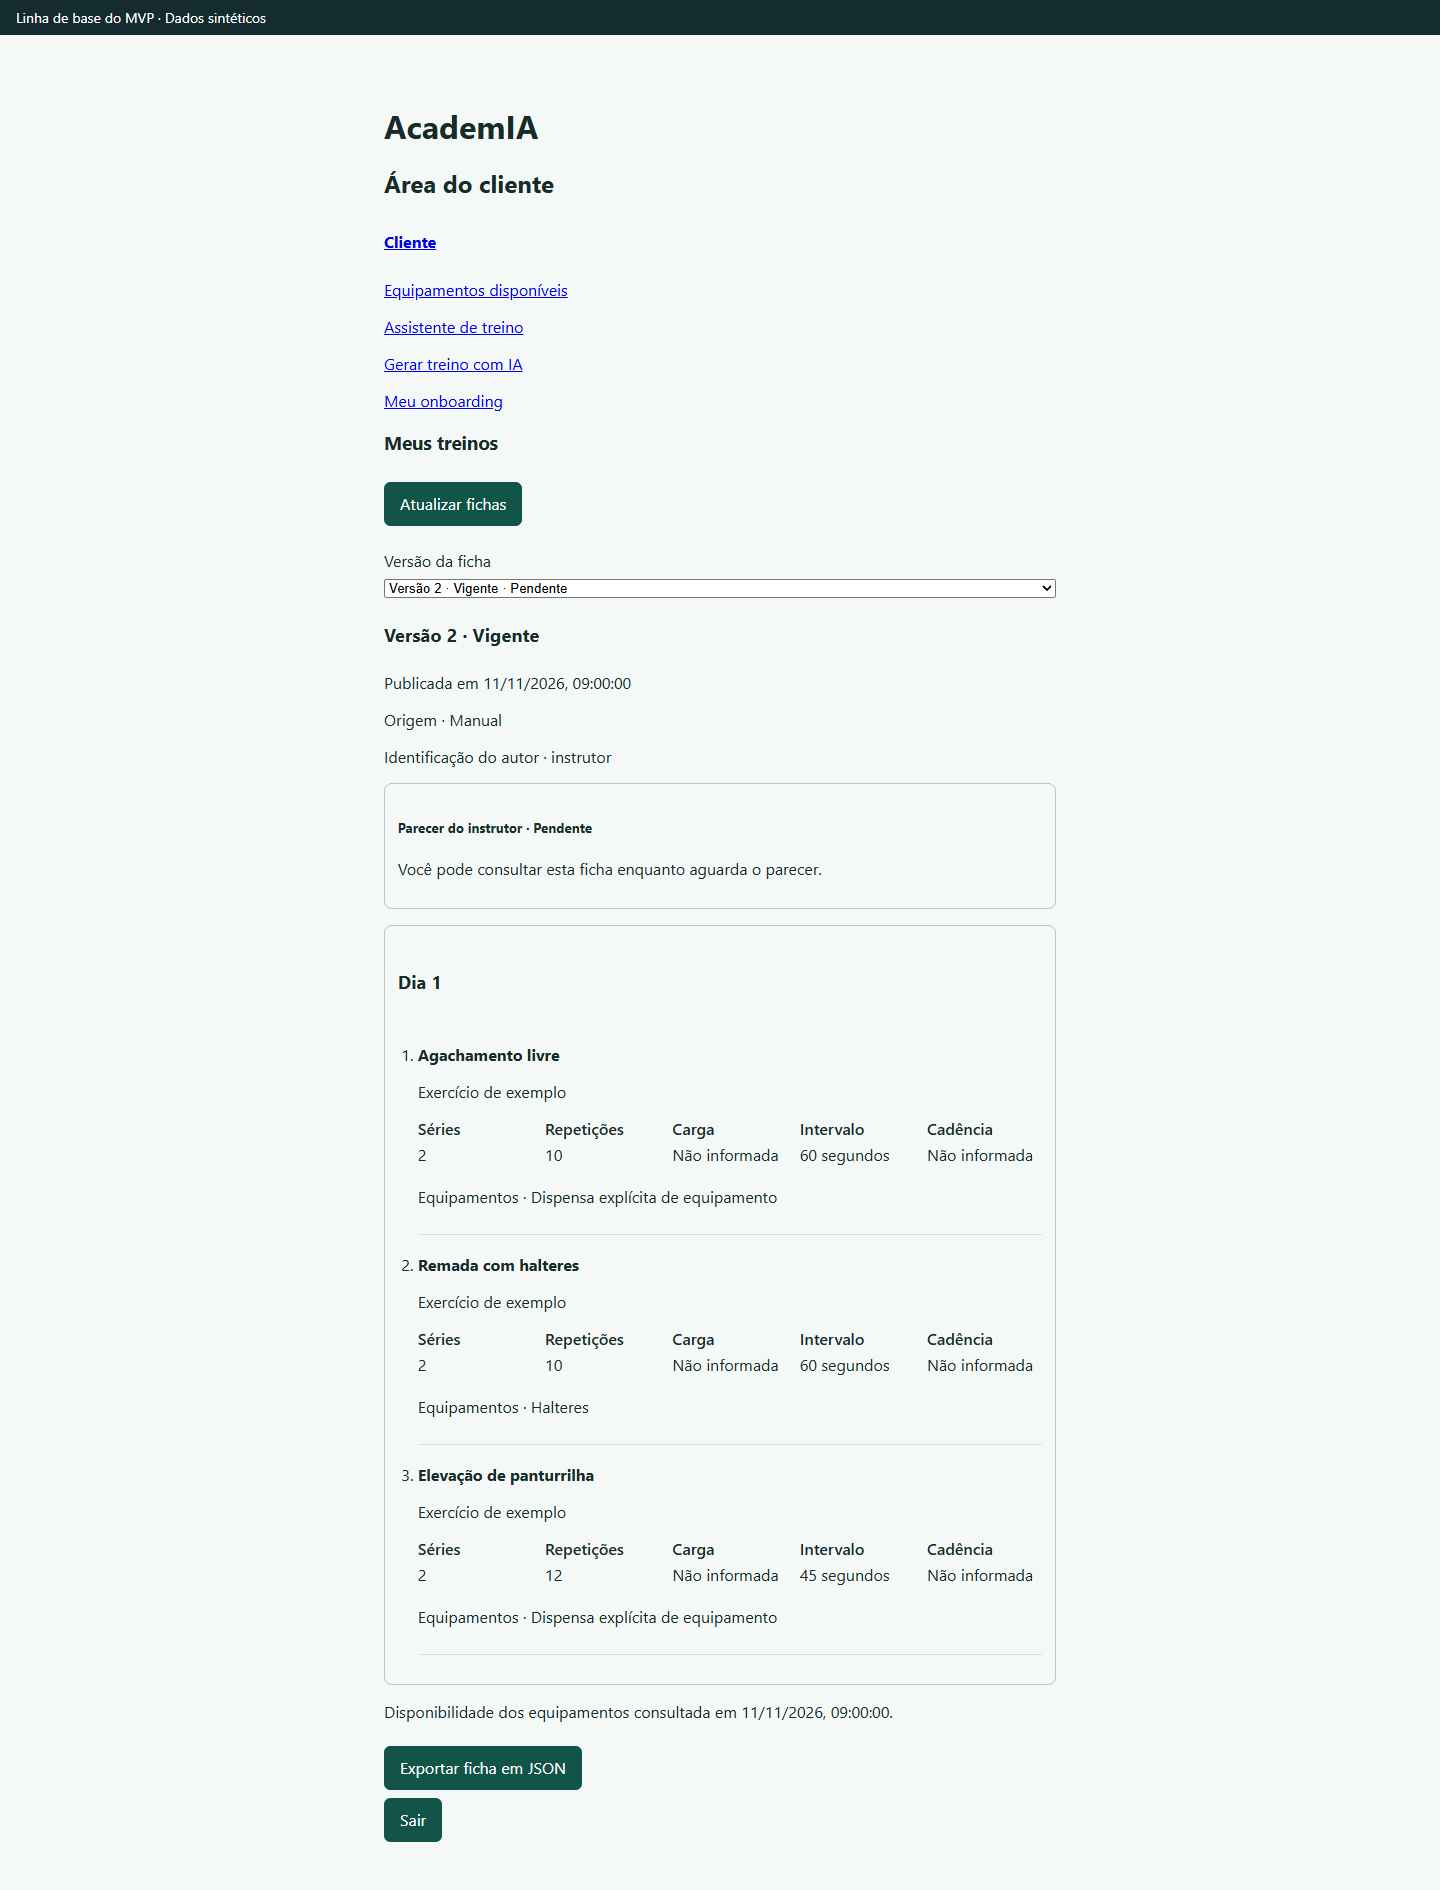 Linha de base do MVP · Dados sintéticos
AcademIA
Área do cliente
Cliente
Equipamentos disponíveis
Assistente de treino
Gerar treino com IA
Meu onboarding
Meus treinos
Atualizar fichas
Versão da ficha
Versão 2 · Vigente · Pendente
Versão 2 · Vigente
Publicada em 11/11/2026, 09:00:00
Origem · Manual
Identificação do autor · instrutor
Parecer do instrutor · Pendente
Você pode consultar esta ficha enquanto aguarda o parecer.
Dia 1
1. Agachamento livre
Exercício de exemplo
Séries Repetições Carga Intervalo Cadência
2 10 Não informada 60 segundos Não informada
Equipamentos · Dispensa explícita de equipamento
2. Remada com halteres
Exercício de exemplo
Séries Repetições Carga Intervalo Cadência
2 10 Não informada 60 segundos Não informada
Equipamentos · Halteres
3. Elevação de panturrilha
Exercício de exemplo
Séries Repetições Carga Intervalo Cadência
2 12 Não informada 45 segundos Não informada
Equipamentos · Dispensa explícita de equipamento
Disponibilidade dos equipamentos consultada em 11/11/2026, 09:00:00.
Exportar ficha em JSON
Sair